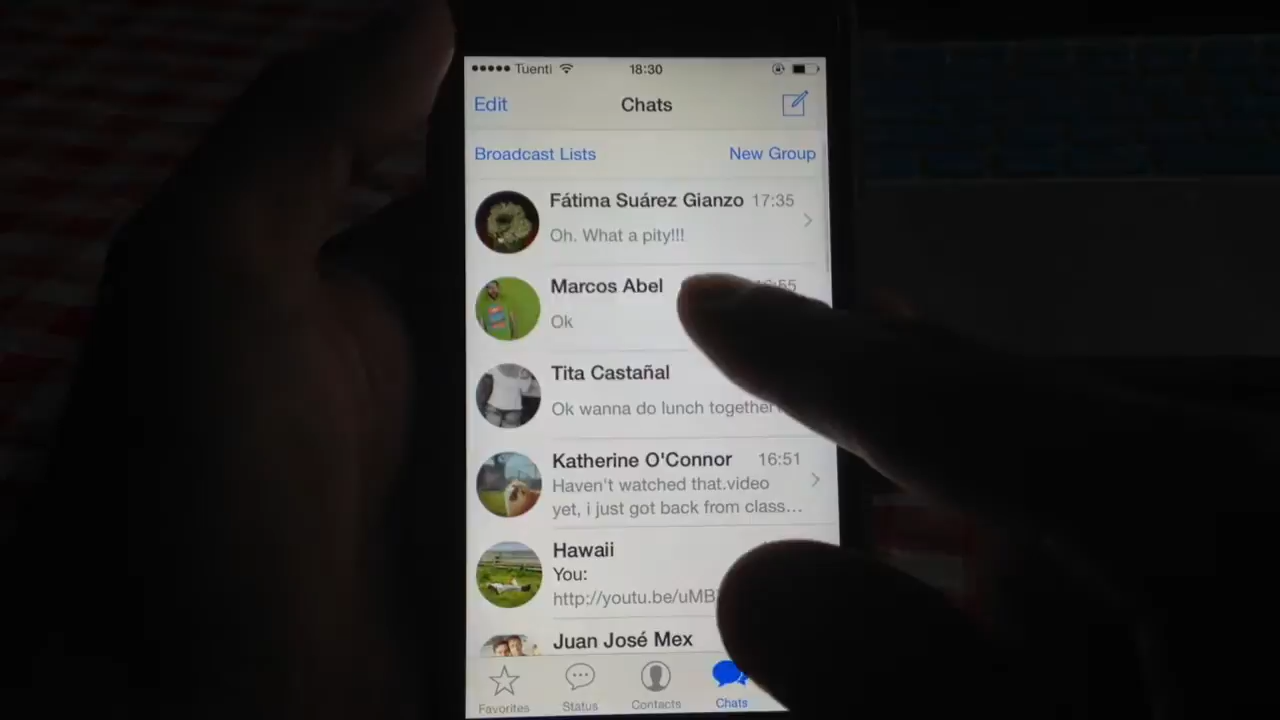 Tuenti 18:30
Edit Chats
Broadcast Lists New Group
Fátima Suárez Gianzo 17:35
Oh. What a pity!!!
Marcos Abel
Ok
Tita Castañal
Ok wanna do lunch together
Katherine O'Connor 16:51
Haven't watched that.video
yet, i just got back from class…
Hawaii
You:
http://youtu.be/uMB
Juan José Mex
Favorites Status Contacts Chats